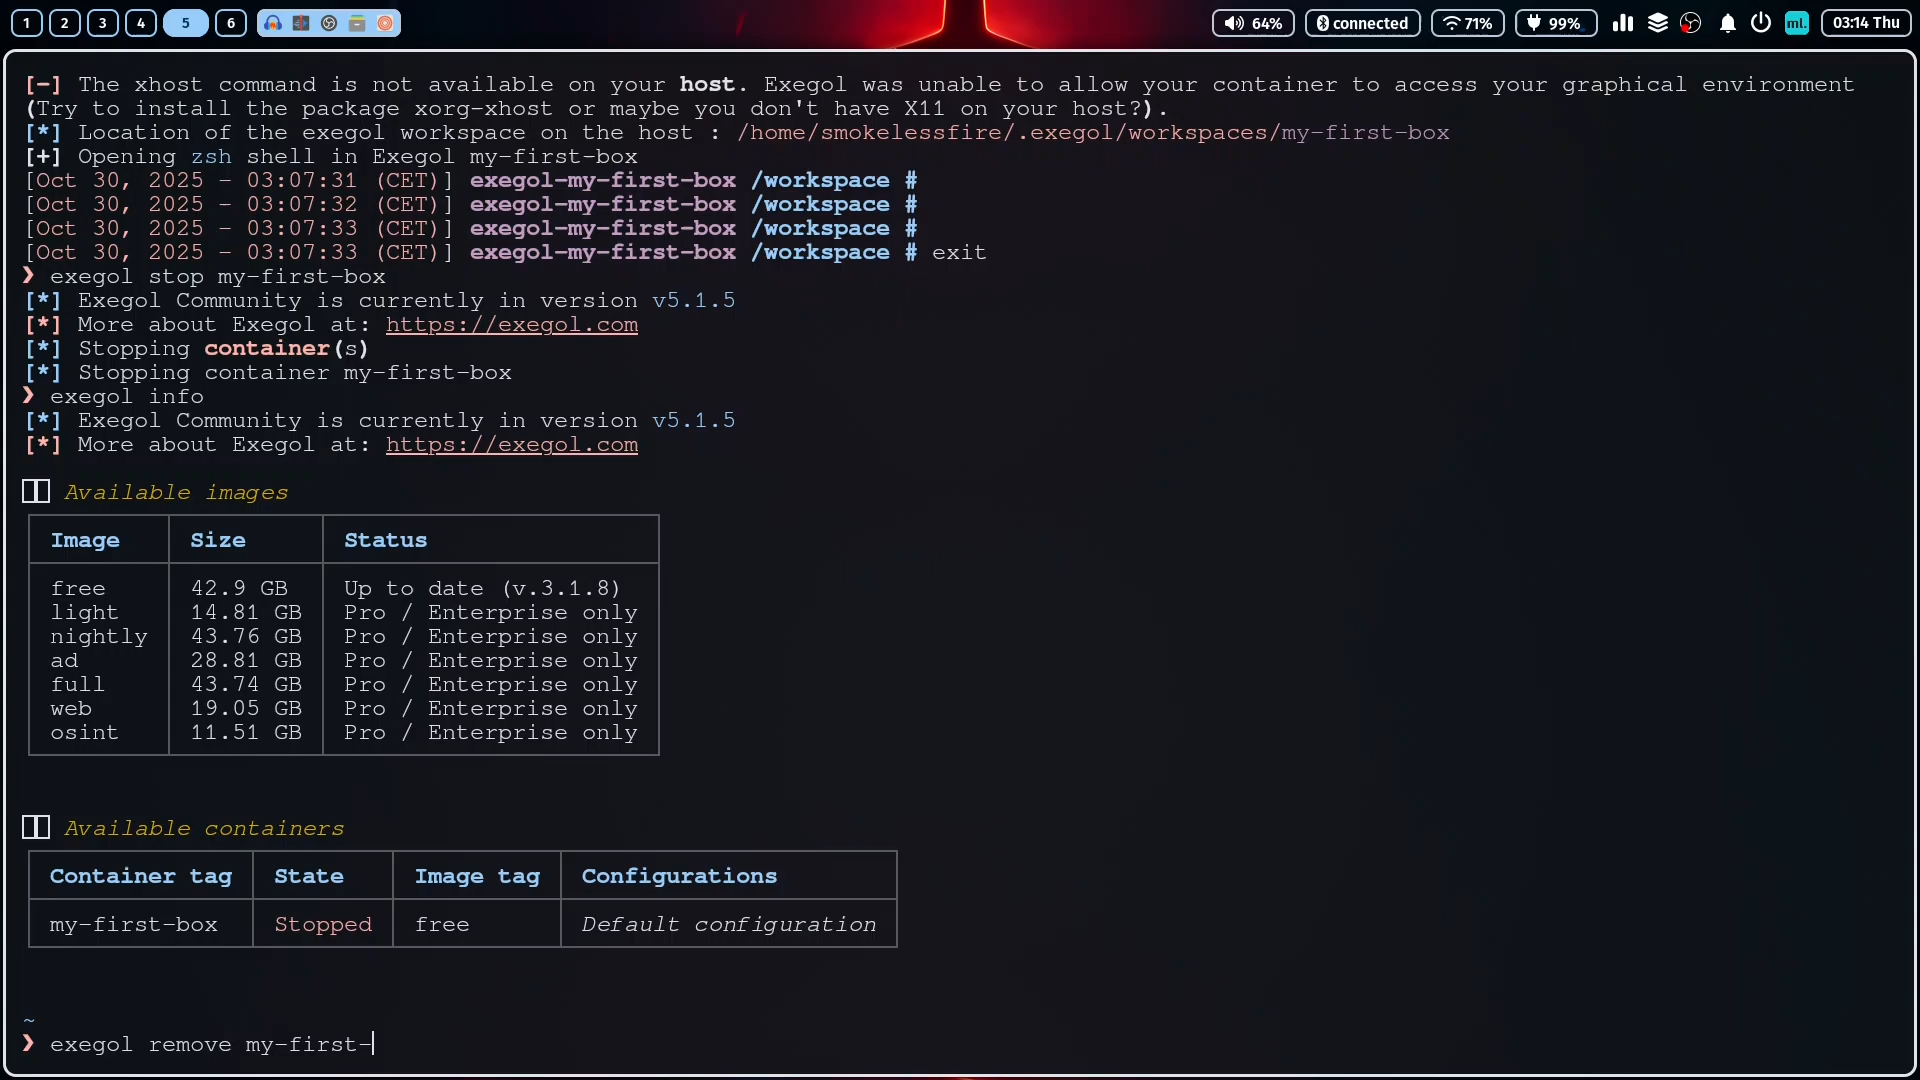 1 2 3 4 5 6 64% connected 71% 99% ml. 03:14 Thu
[-] The xhost command is not available on your host. Exegol was unable to allow your container to access your graphical environment
(Try to install the package xorg-xhost or maybe you don't have X11 on your host?).
[*] Location of the exegol workspace on the host : /home/smokelessfire/.exegol/workspaces/my-first-box
[+] Opening zsh shell in Exegol my-first-box
[Oct 30, 2025 - 03:07:31 (CET)] exegol-my-first-box /workspace #
[Oct 30, 2025 - 03:07:32 (CET)] exegol-my-first-box /workspace #
[Oct 30, 2025 - 03:07:33 (CET)] exegol-my-first-box /workspace #
[Oct 30, 2025 - 03:07:33 (CET)] exegol-my-first-box /workspace # exit
❯ exegol stop my-first-box
[*] Exegol Community is currently in version v5.1.5
[*] More about Exegol at: https://exegol.com
[*] Stopping container(s)
[*] Stopping container my-first-box
❯ exegol info
[*] Exegol Community is currently in version v5.1.5
[*] More about Exegol at: https://exegol.com
Available images
Image Size Status
free 42.9 GB Up to date (v.3.1.8)
light 14.81 GB Pro / Enterprise only
nightly 43.76 GB Pro / Enterprise only
ad 28.81 GB Pro / Enterprise only
full 43.74 GB Pro / Enterprise only
web 19.05 GB Pro / Enterprise only
osint 11.51 GB Pro / Enterprise only
Available containers
Container tag State Image tag Configurations
my-first-box Stopped free Default configuration
~
❯ exegol remove my-first-